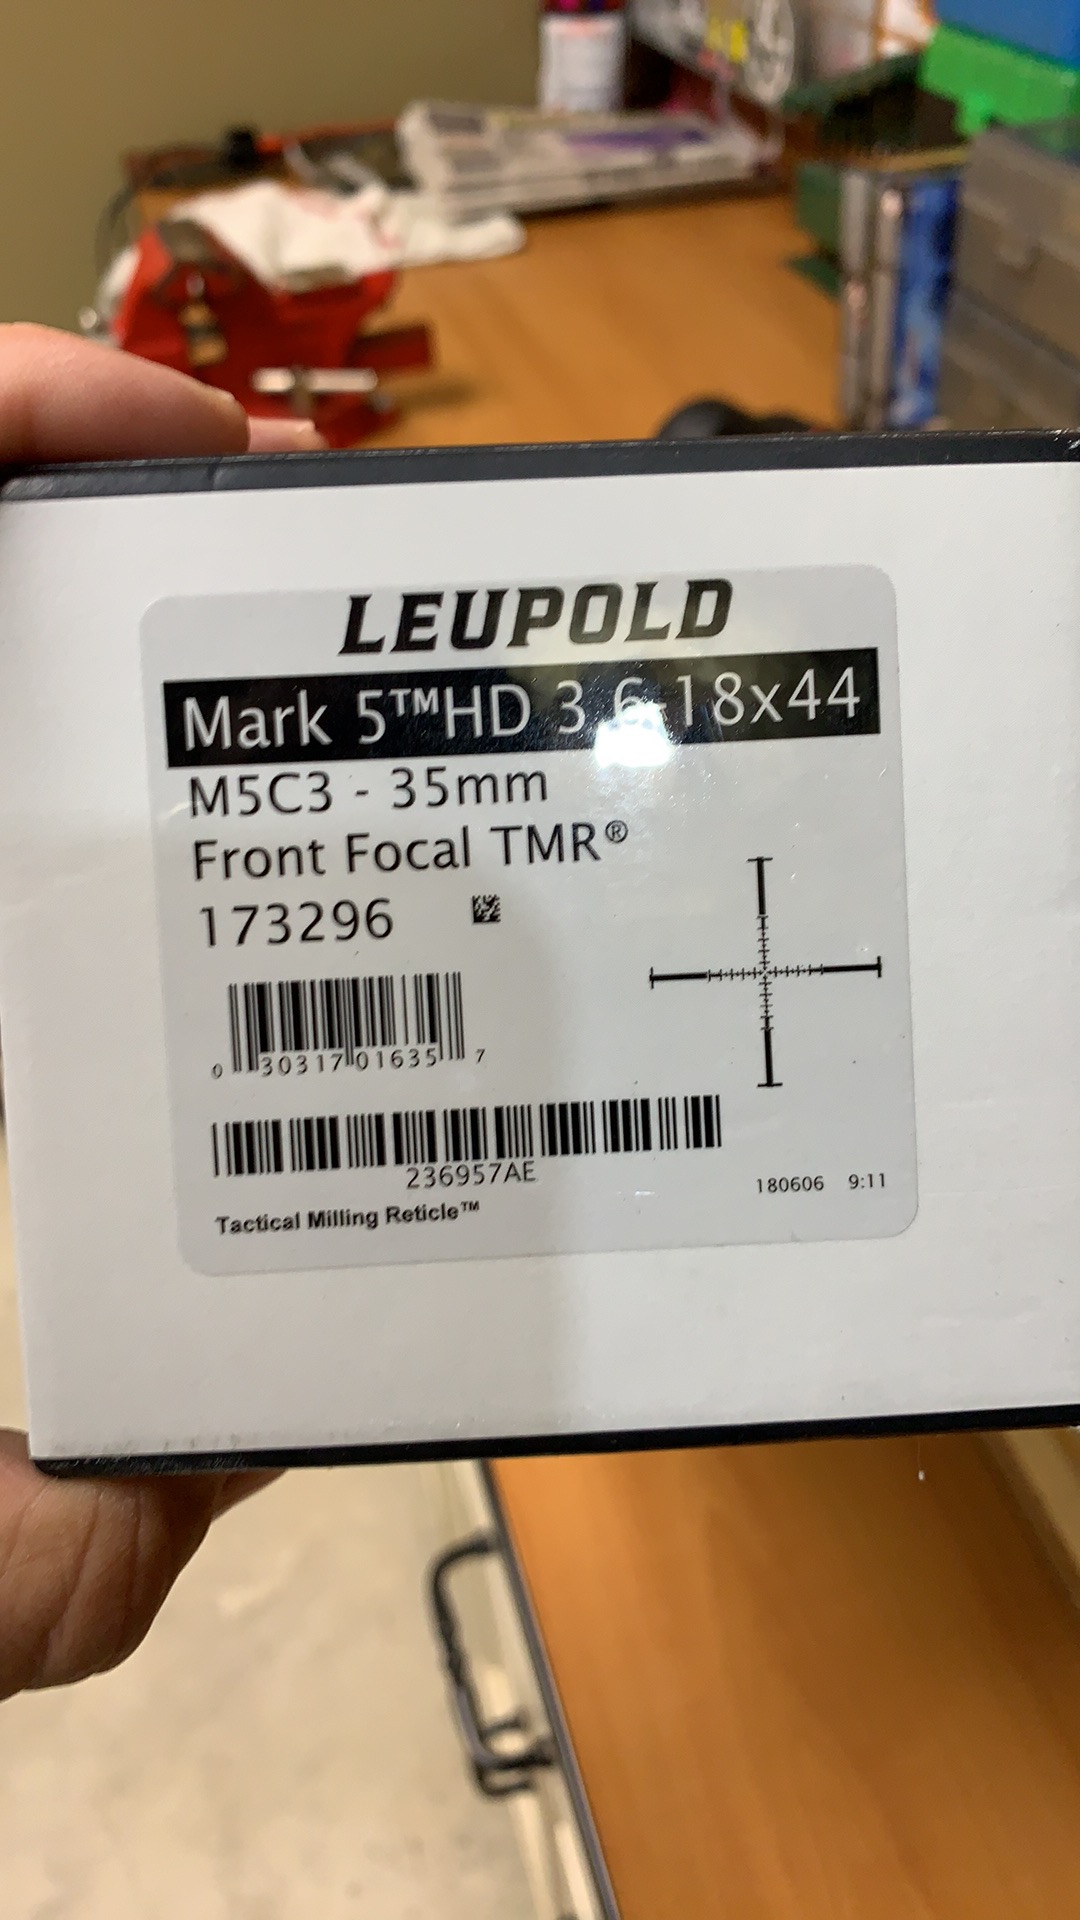 LEUPOLD
Mark 5™HD 3.6-18x44
M5C3 - 35mm
Front Focal TMR®
173296
0 30317 01635 7
236957AE
180606 9:11
Tactical Milling Reticle™